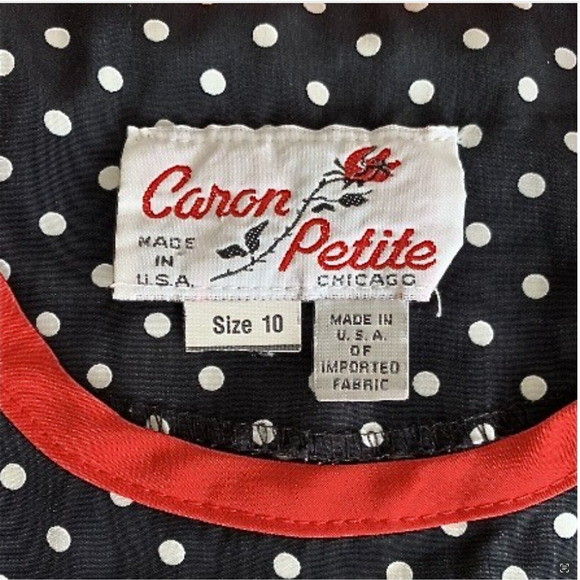 Caron
Petite
MADE
IN
U.S.A.
CHICAGO
Size 10
MADE IN
U. S. A.
OF
IMPORTED
FABRIC